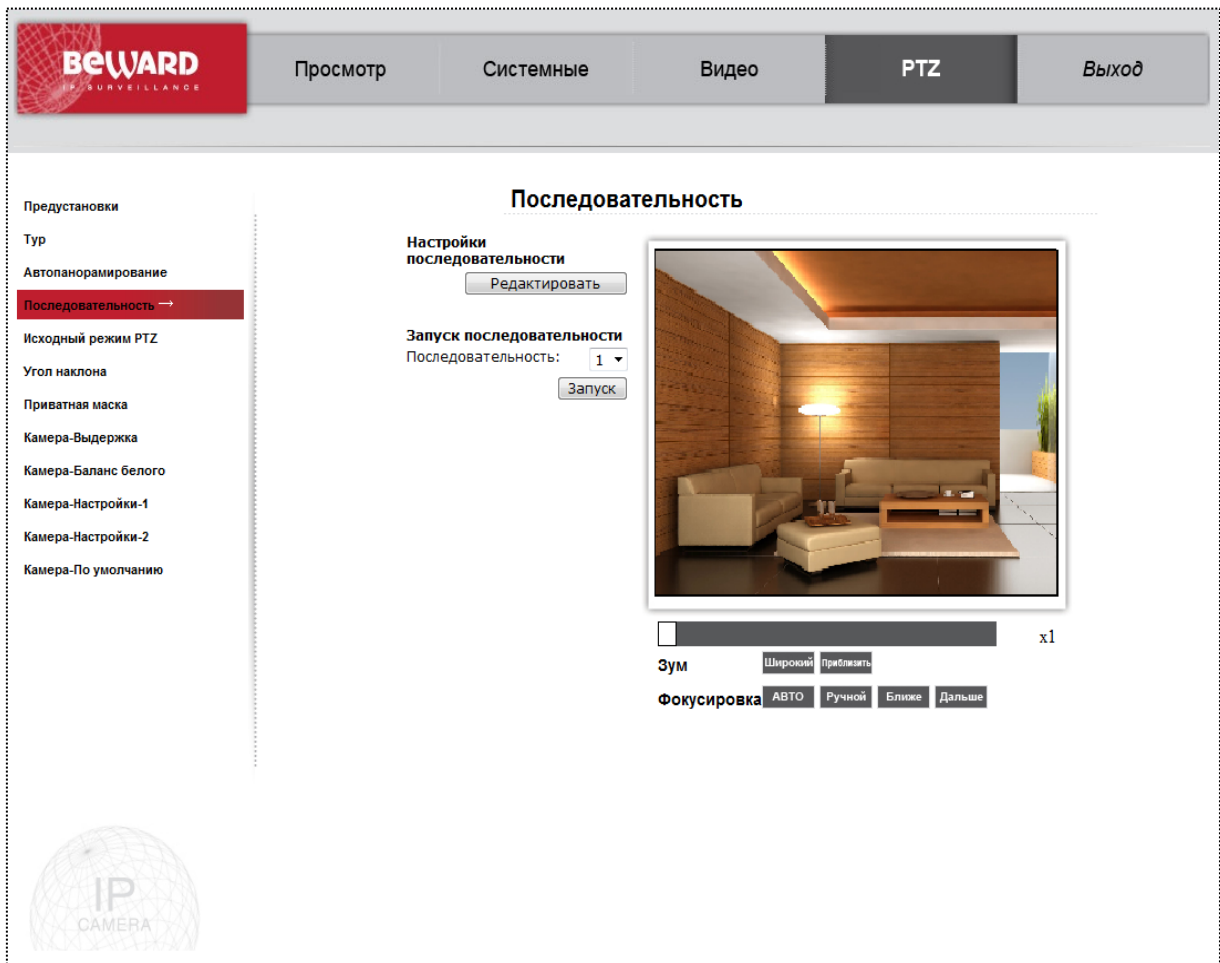 BEWARD
IP SURVEILLANCE
Просмотр
Системные
Видео
PTZ
Выход
Предустановки
Тур
Автопанорамирование
Последовательность →
Исходный режим PTZ
Угол наклона
Приватная маска
Камера-Выдержка
Камера-Баланс белого
Камера-Настройки-1
Камера-Настройки-2
Камера-По умолчанию
Последовательность
Настройки
последовательности
Редактировать
Запуск последовательности
Последовательность: 1
Запуск
x1
Зум Широкий Приблизить
Фокусировка АВТО Ручной Ближе Дальше
IP
CAMERA